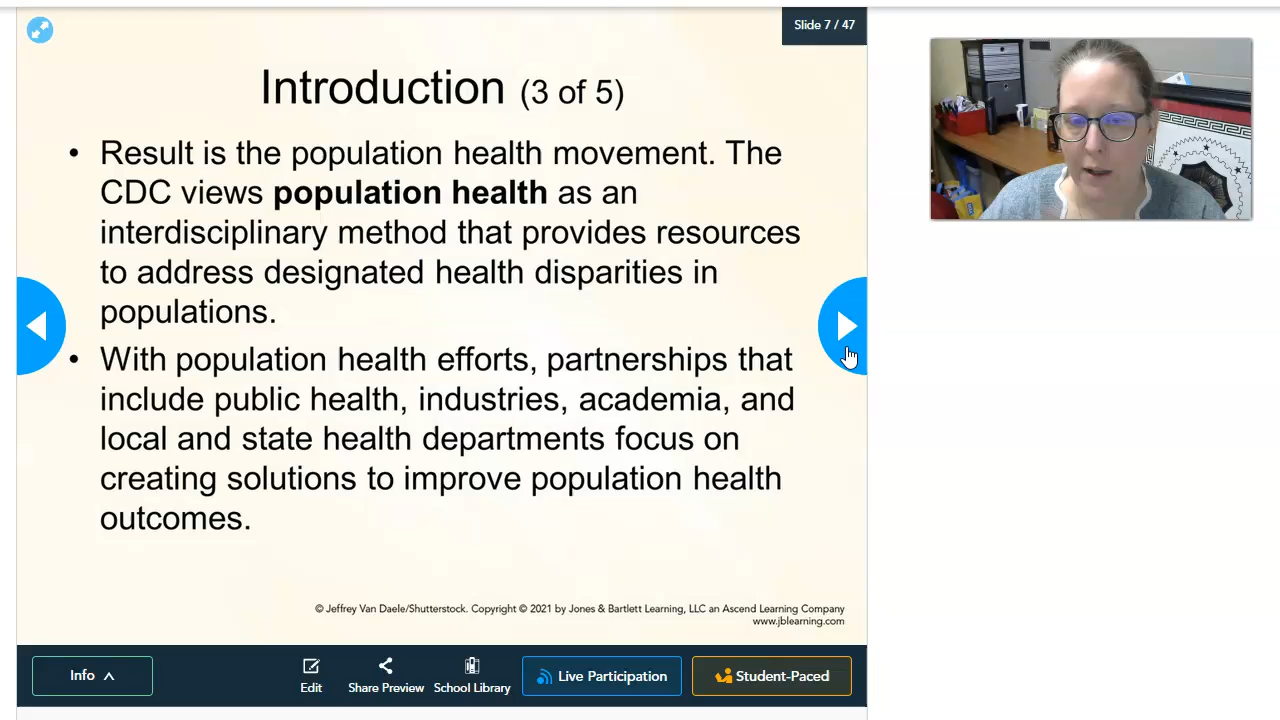 Slide 7 / 47
Introduction (3 of 5)
• Result is the population health movement. The
CDC views population health as an
interdisciplinary method that provides resources
to address designated health disparities in
populations.
• With population health efforts, partnerships that
include public health, industries, academia, and
local and state health departments focus on
creating solutions to improve population health
outcomes.
© Jeffrey Van Daele/Shutterstock. Copyright © 2021 by Jones & Bartlett Learning, LLC an Ascend Learning Company
www.jblearning.com
Info
Edit
Share Preview
School Library
Live Participation
Student-Paced